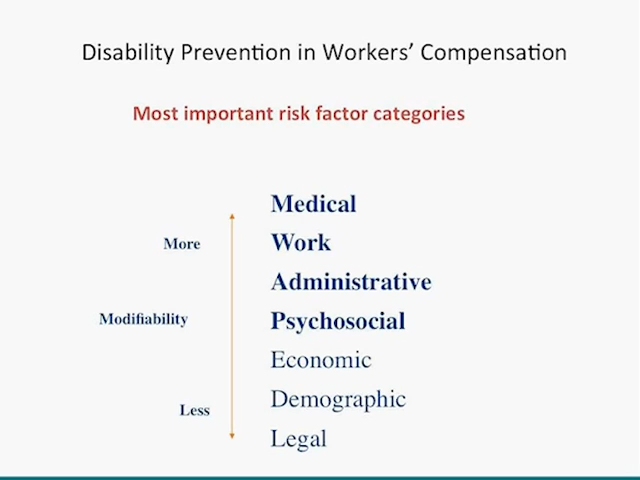 Disability Prevention in Workers’ Compensation
Most important risk factor categories
Medical
More
Work
Administrative
Modifiability
Psychosocial
Economic
Demographic
Less
Legal